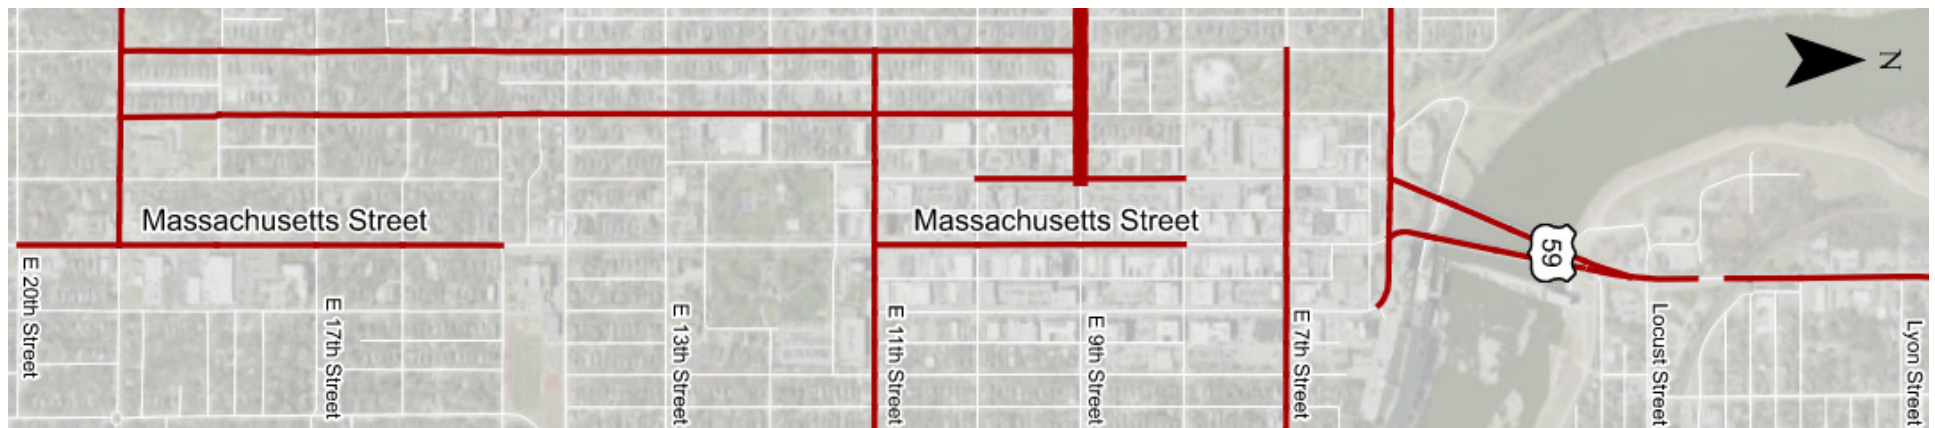 N
Massachusetts Street
Massachusetts Street
59
E 20th Street
E 17th Street
E 13th Street
E 11th Street
E 9th Street
E 7th Street
Locust Street
Lyon Street